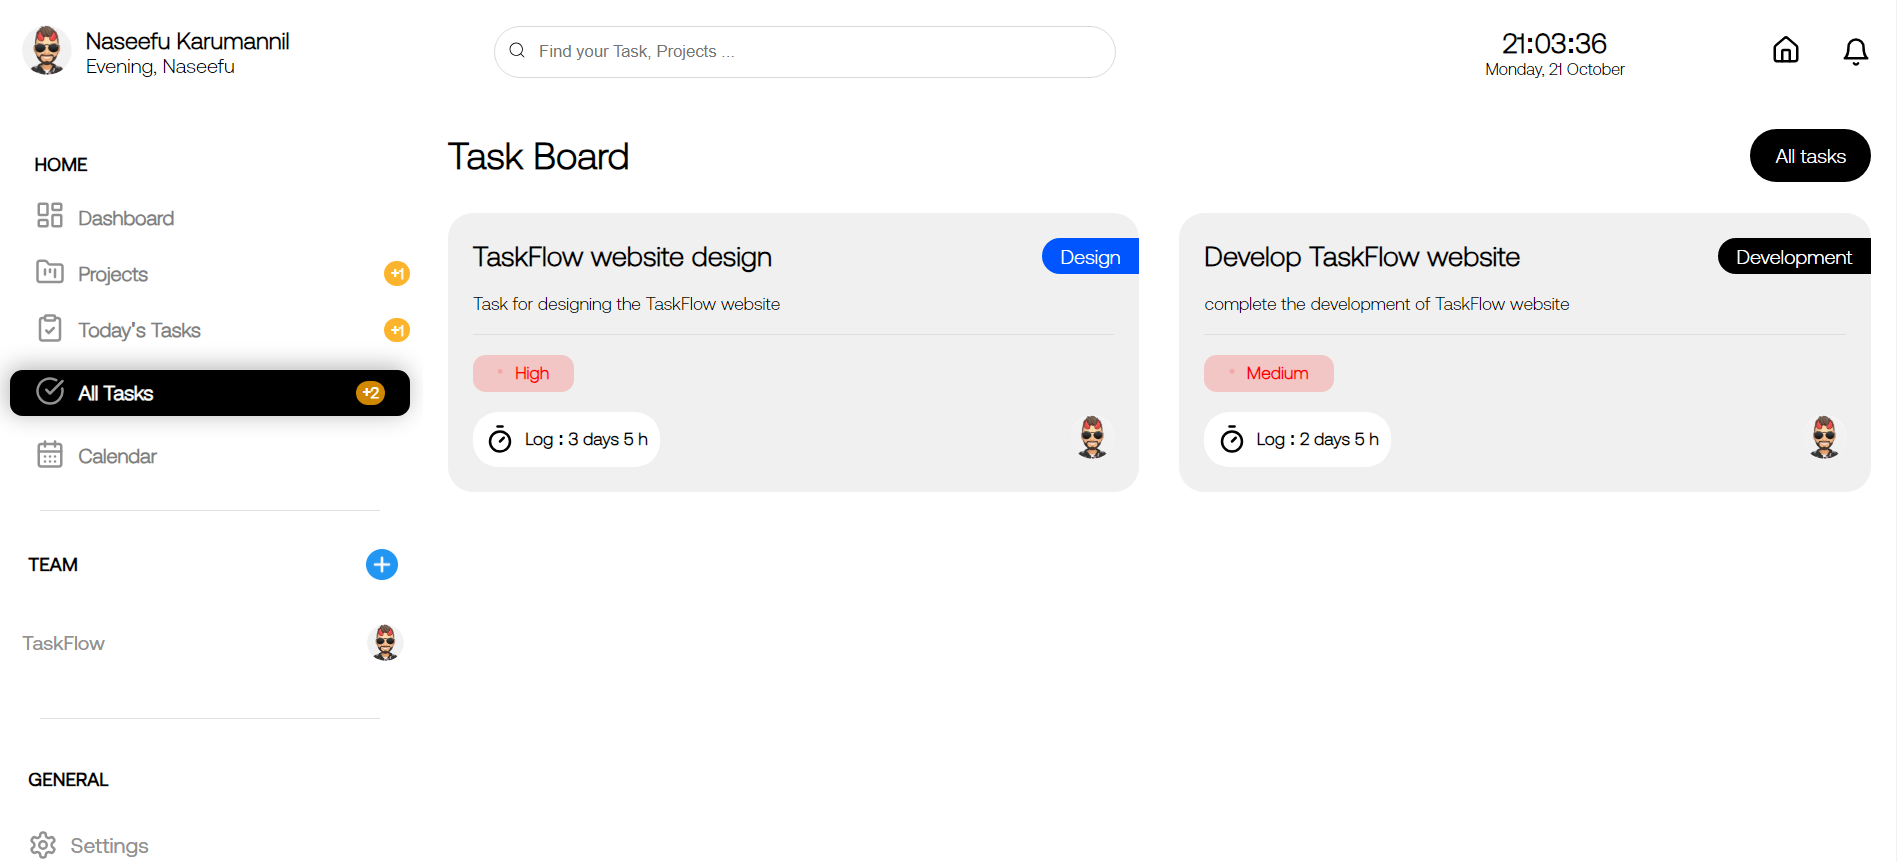 Naseefu Karumannil
Evening, Naseefu
Find your Task, Projects ...
21:03:36
Monday, 21 October
HOME
Dashboard
Projects
+1
Today's Tasks
+1
All Tasks
+2
Calendar
TEAM
TaskFlow
GENERAL
Settings
Task Board
All tasks
TaskFlow website design
Design
Task for designing the TaskFlow website
High
Log : 3 days 5 h
Develop TaskFlow website
Development
complete the development of TaskFlow website
Medium
Log : 2 days 5 h